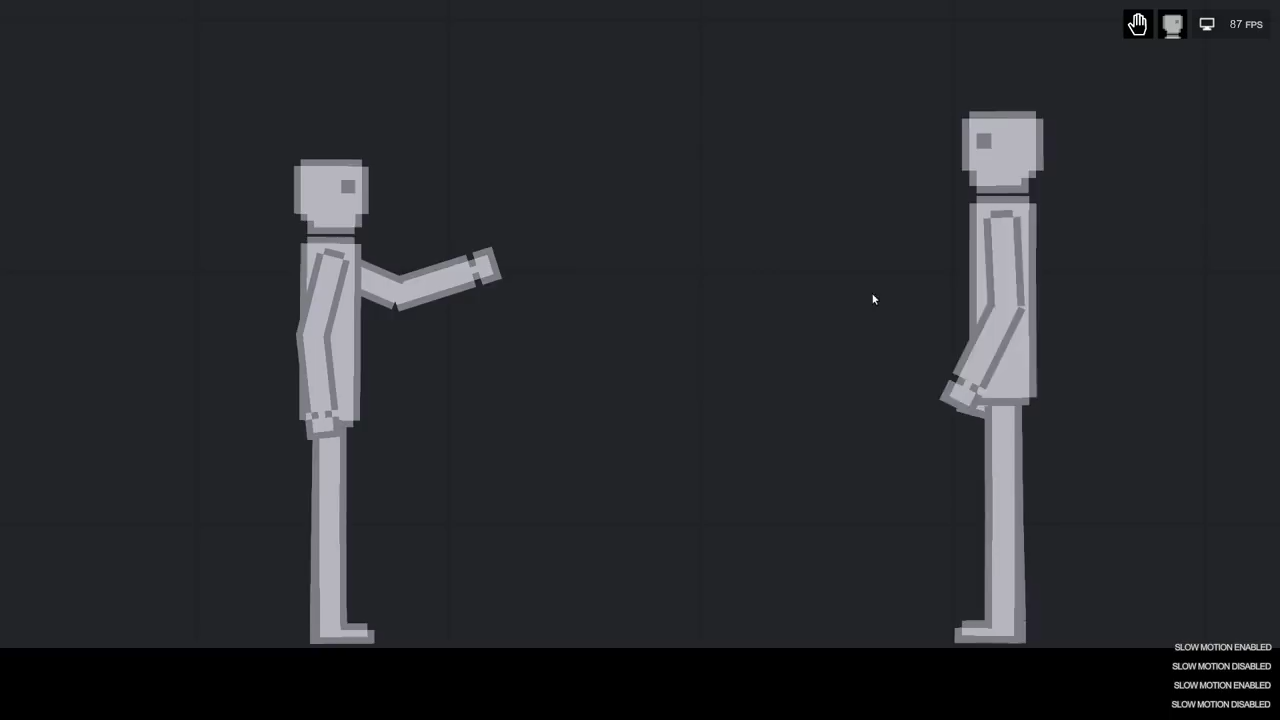 87 FPS
SLOW MOTION ENABLED
SLOW MOTION DISABLED
SLOW MOTION ENABLED
SLOW MOTION DISABLED